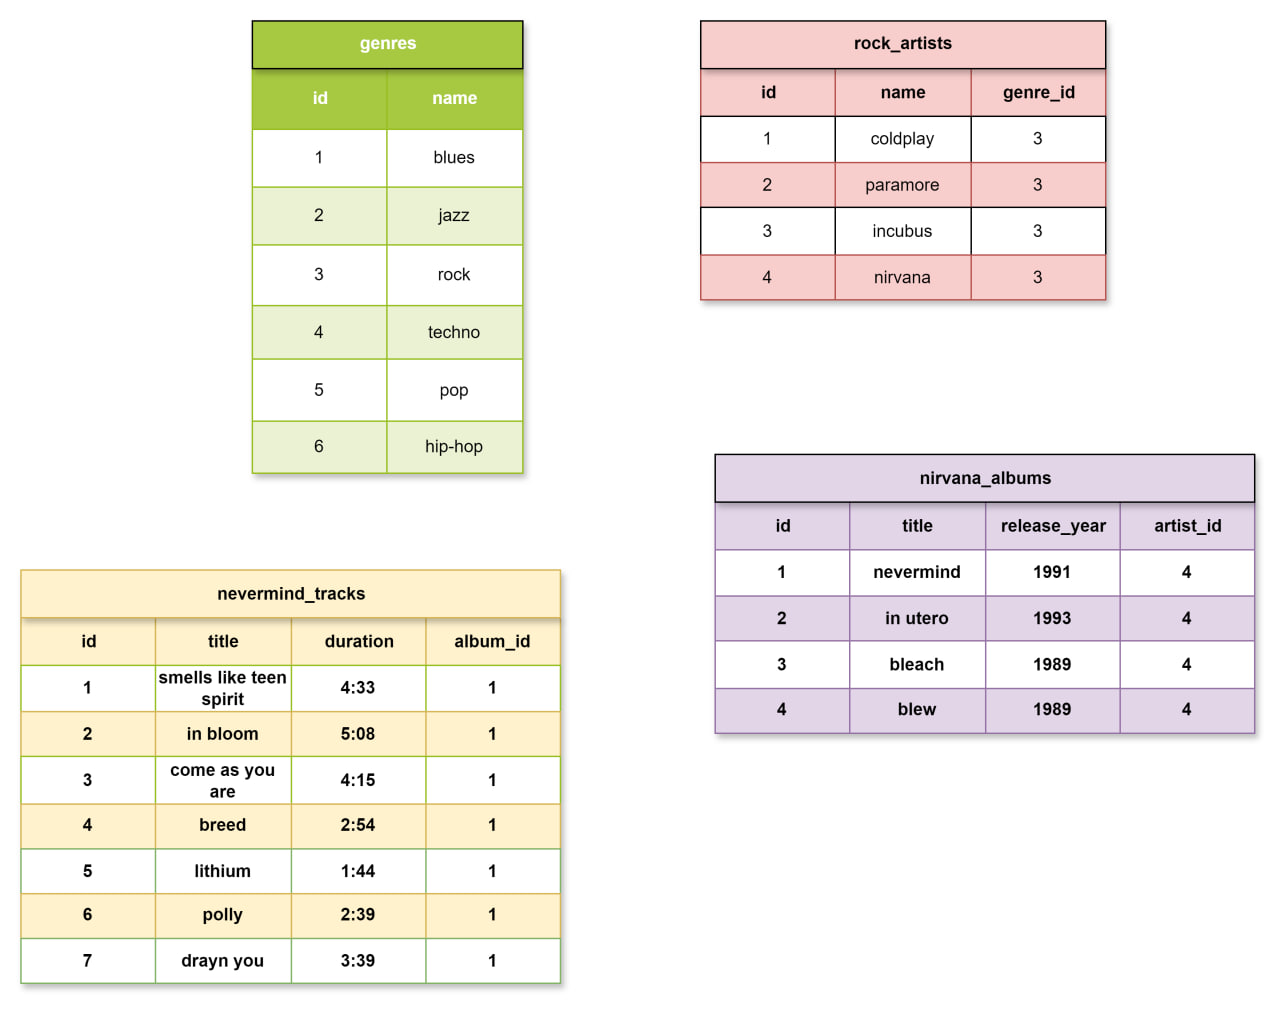 genres
id name
1 blues
2 jazz
3 rock
4 techno
5 pop
6 hip-hop
rock_artists
id name genre_id
1 coldplay 3
2 paramore 3
3 incubus 3
4 nirvana 3
nirvana_albums
id title release_year artist_id
1 nevermind 1991 4
2 in utero 1993 4
3 bleach 1989 4
4 blew 1989 4
nevermind_tracks
id title duration album_id
1 smells like teen spirit 4:33 1
2 in bloom 5:08 1
3 come as you are 4:15 1
4 breed 2:54 1
5 lithium 1:44 1
6 polly 2:39 1
7 drayn you 3:39 1